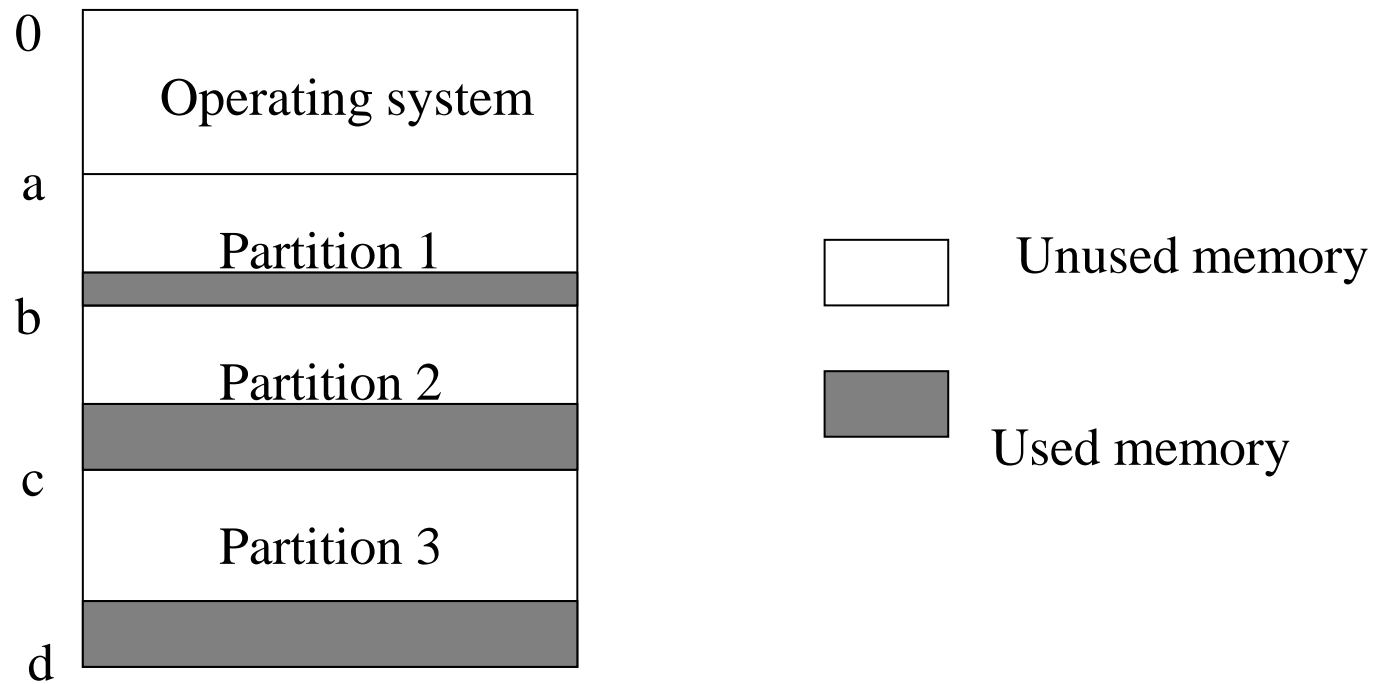 0
Operating system
a
Partition 1
Unused memory
b
Partition 2
Used memory
c
Partition 3
d